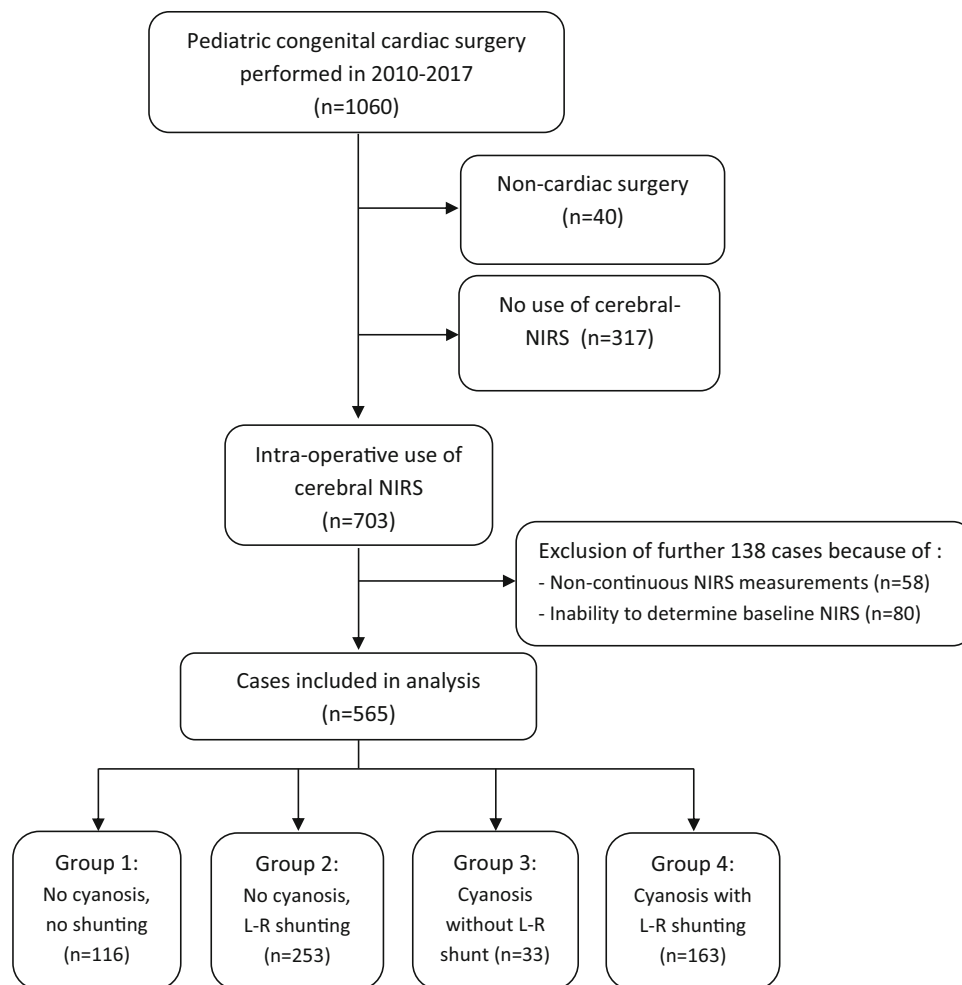 Pediatric congenital cardiac surgery
performed in 2010-2017
(n=1060)
Non-cardiac surgery
(n=40)
No use of cerebral-
NIRS (n=317)
Intra-operative use of
cerebral NIRS
(n=703)
Exclusion of further 138 cases because of :
- Non-continuous NIRS measurements (n=58)
- Inability to determine baseline NIRS (n=80)
Cases included in analysis
(n=565)
Group 1:
No cyanosis,
no shunting
(n=116)
Group 2:
No cyanosis,
L-R shunting
(n=253)
Group 3:
Cyanosis
without L-R
shunt (n=33)
Group 4:
Cyanosis with
L-R shunting
(n=163)